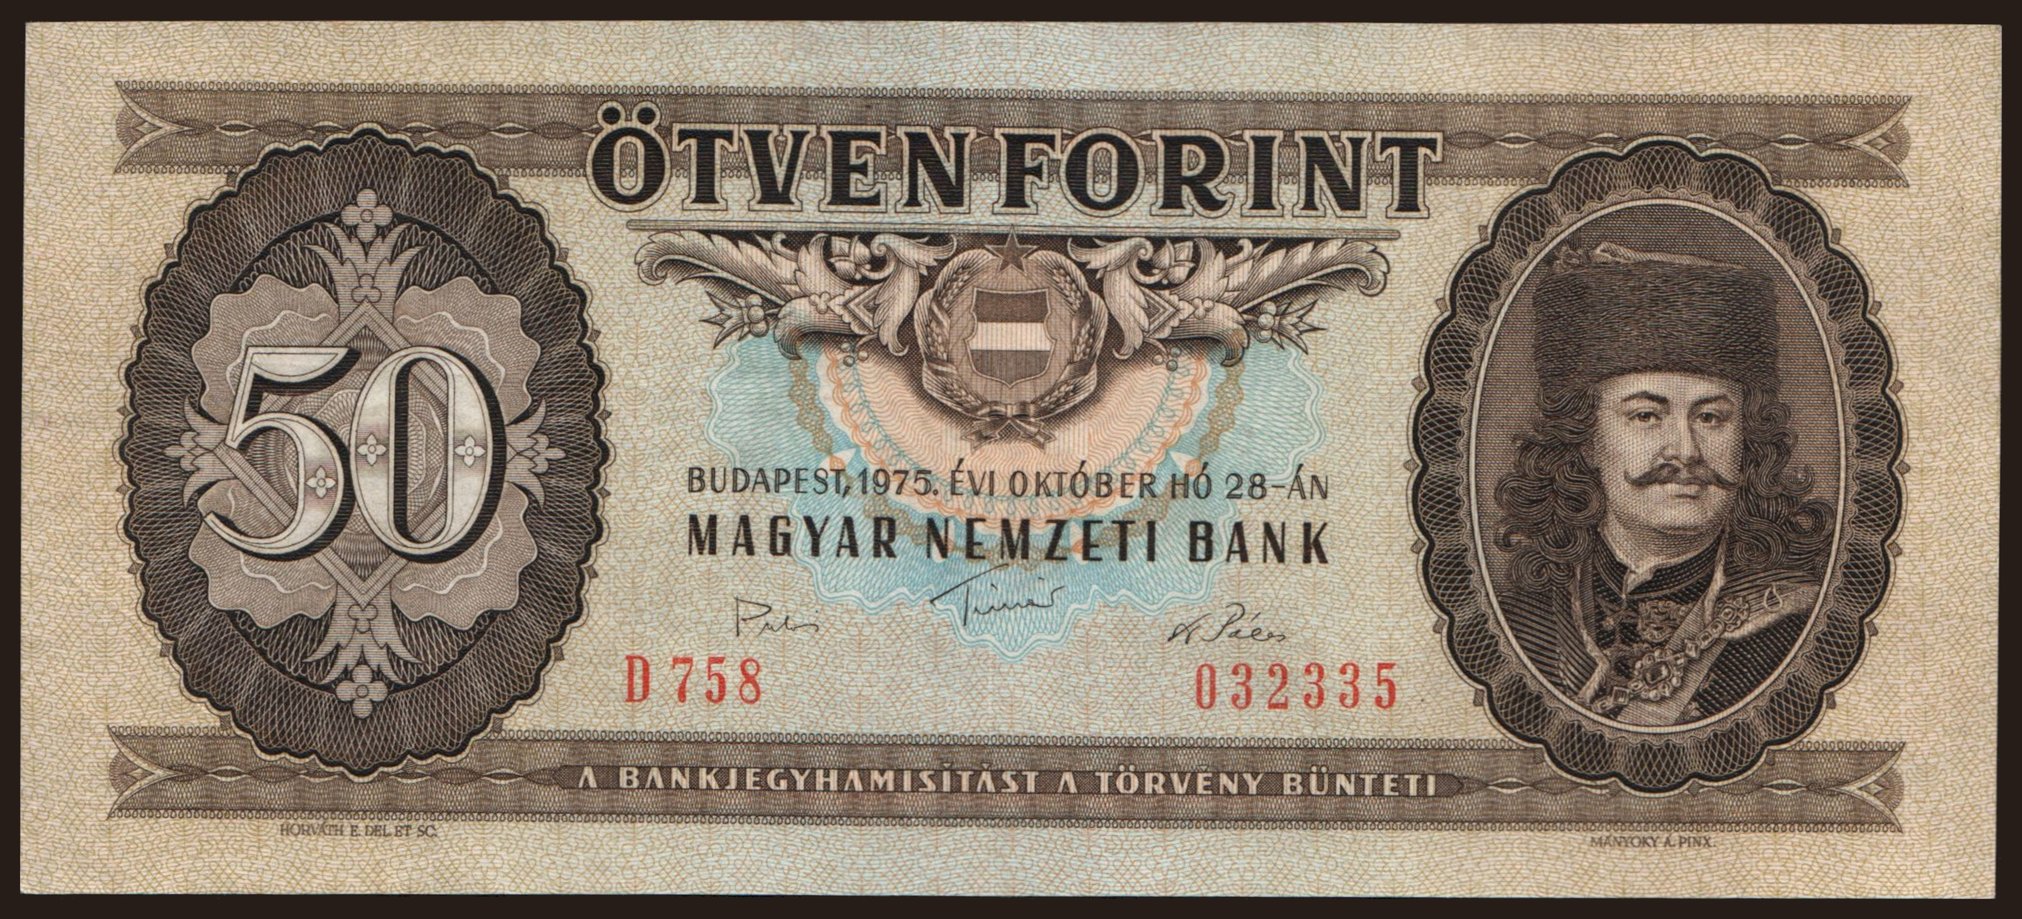 ÖTVEN FORINT
50
BUDAPEST, 1975. ÉVI OKTÓBER HÓ 28-ÁN
MAGYAR NEMZETI BANK
D 758
032335
A BANKJEGYHAMISÍTÁST A TÖRVÉNY BÜNTETI
HORVÁTH E. DEL. ET SC.
MÁNYOKY Á. PINX.